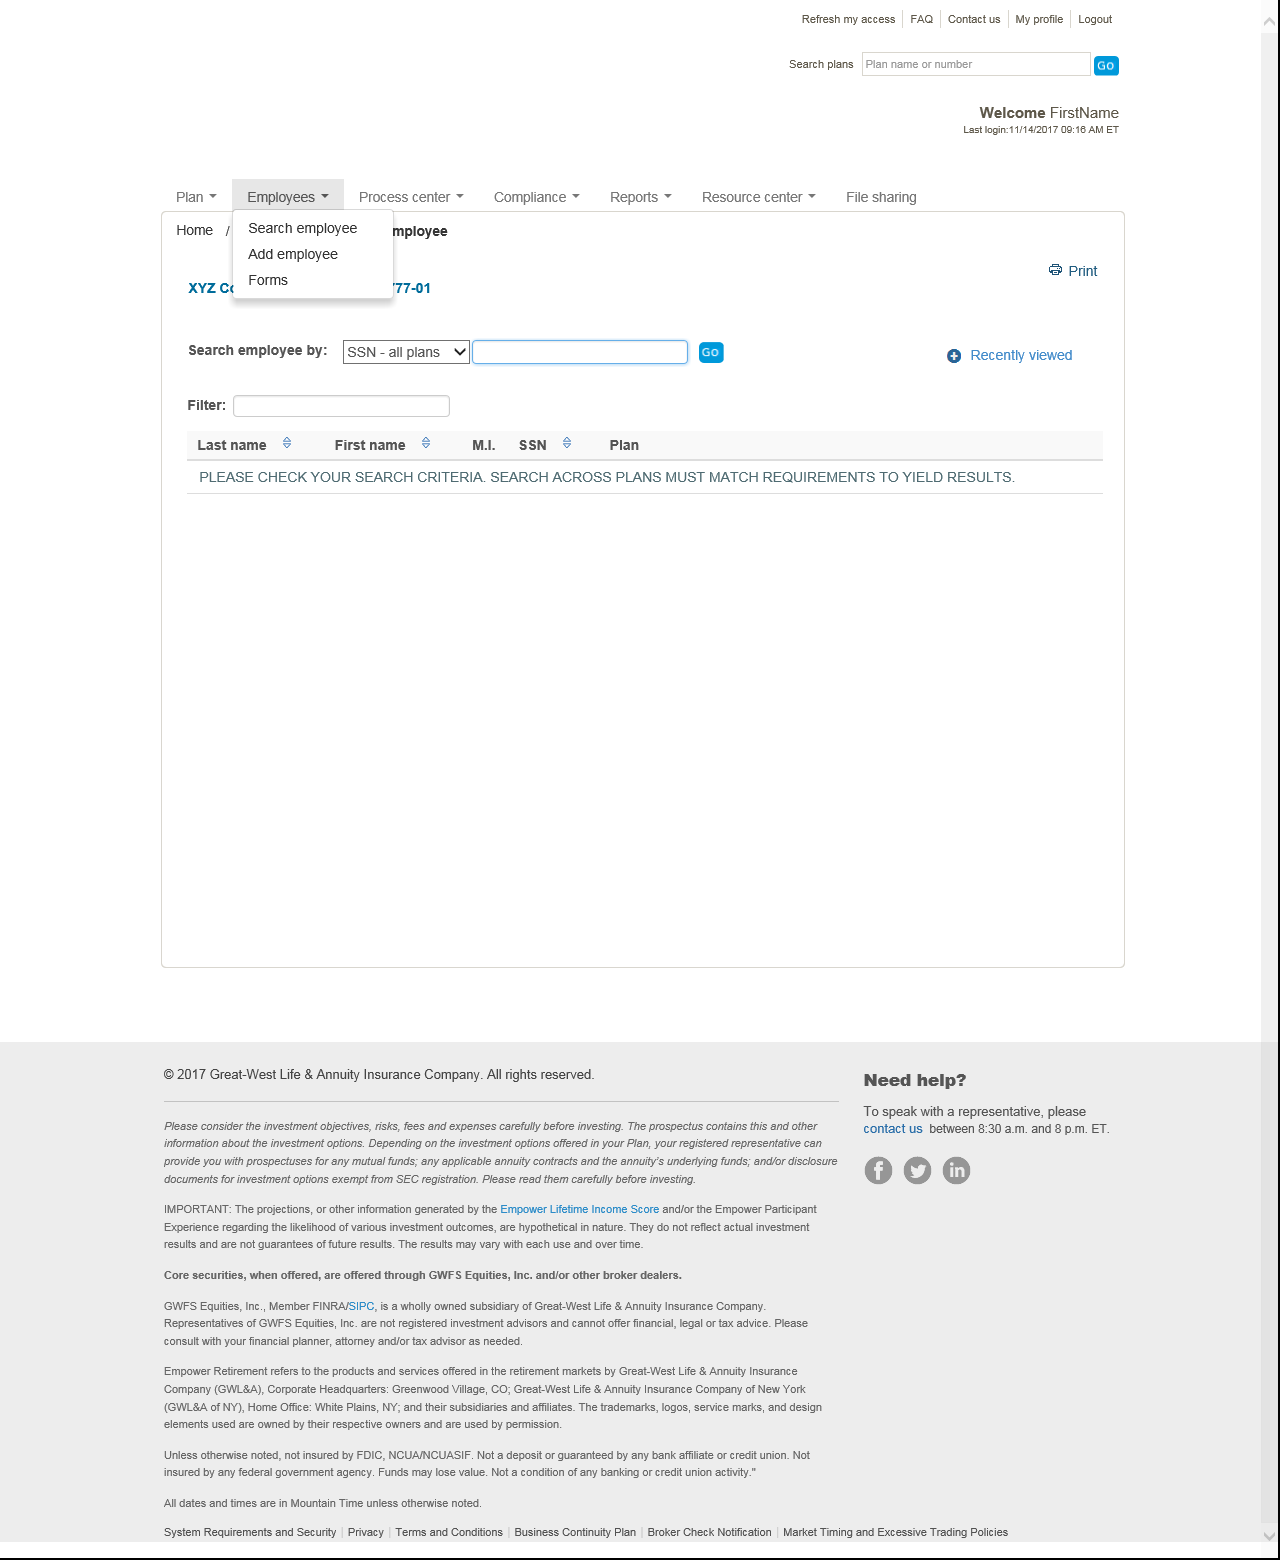 Refresh my access FAQ Contact us My profile Logout
Search plans Plan name or number GO
Welcome FirstName
Last login:11/14/2017 09:16 AM ET
Plan Employees Process center Compliance Reports Resource center File sharing
Home /
Search employee
Add employee
Forms
Print
XYZ 77-01
Search employee by: SSN - all plans GO Recently viewed
Filter:
Last name First name M.I. SSN Plan
PLEASE CHECK YOUR SEARCH CRITERIA. SEARCH ACROSS PLANS MUST MATCH REQUIREMENTS TO YIELD RESULTS.
© 2017 Great-West Life & Annuity Insurance Company. All rights reserved.
Please consider the investment objectives, risks, fees and expenses carefully before investing. The prospectus contains this and other
information about the investment options. Depending on the investment options offered in your Plan, your registered representative can
provide you with prospectuses for any mutual funds; any applicable annuity contracts and the annuity's underlying funds; and/or disclosure
documents for investment options exempt from SEC registration. Please read them carefully before investing.
IMPORTANT: The projections, or other information generated by the Empower Lifetime Income Score and/or the Empower Participant
Experience regarding the likelihood of various investment outcomes, are hypothetical in nature. They do not reflect actual investment
results and are not guarantees of future results. The results may vary with each use and over time.
Core securities, when offered, are offered through GWFS Equities, Inc. and/or other broker dealers.
GWFS Equities, Inc., Member FINRA/SIPC, is a wholly owned subsidiary of Great-West Life & Annuity Insurance Company.
Representatives of GWFS Equities, Inc. are not registered investment advisors and cannot offer financial, legal or tax advice. Please
consult with your financial planner, attorney and/or tax advisor as needed.
Empower Retirement refers to the products and services offered in the retirement markets by Great-West Life & Annuity Insurance
Company (GWL&A), Corporate Headquarters: Greenwood Village, CO; Great-West Life & Annuity Insurance Company of New York
(GWL&A of NY), Home Office: White Plains, NY; and their subsidiaries and affiliates. The trademarks, logos, service marks, and design
elements used are owned by their respective owners and are used by permission.
Unless otherwise noted, not insured by FDIC, NCUA/NCUASIF. Not a deposit or guaranteed by any bank affiliate or credit union. Not
insured by any federal government agency. Funds may lose value. Not a condition of any banking or credit union activity."
All dates and times are in Mountain Time unless otherwise noted.
System Requirements and Security Privacy Terms and Conditions Business Continuity Plan Broker Check Notification Market Timing and Excessive Trading Policies
Need help?
To speak with a representative, please
contact us between 8:30 a.m. and 8 p.m. ET.